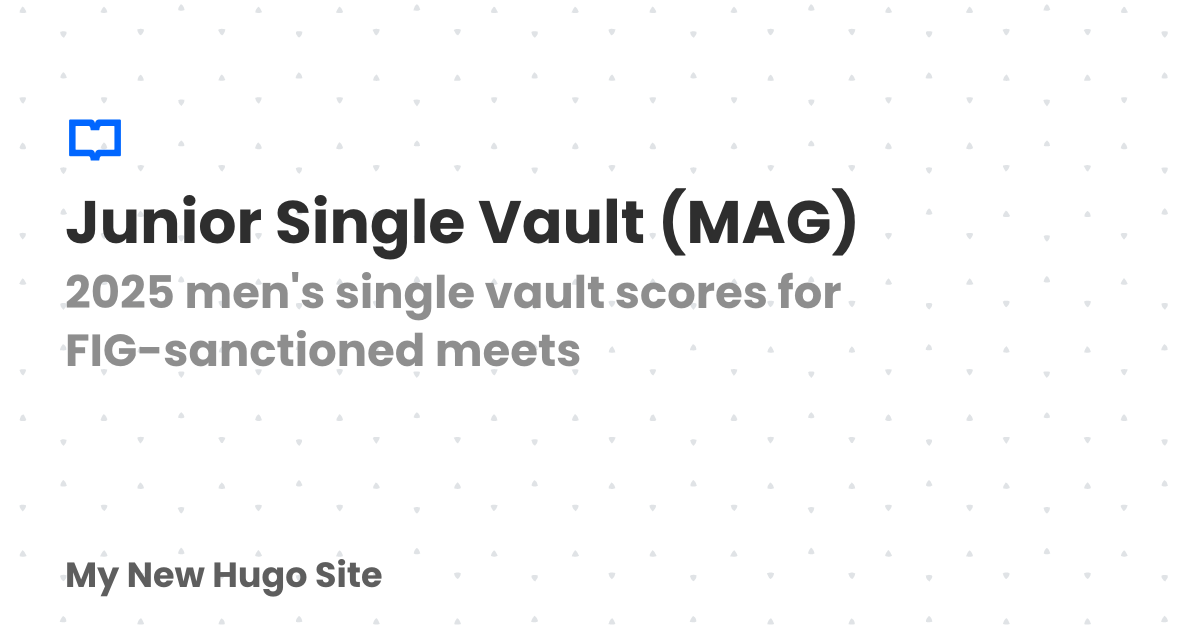 Junior Single Vault (MAG)
2025 men's single vault scores for
FIG-sanctioned meets
My New Hugo Site